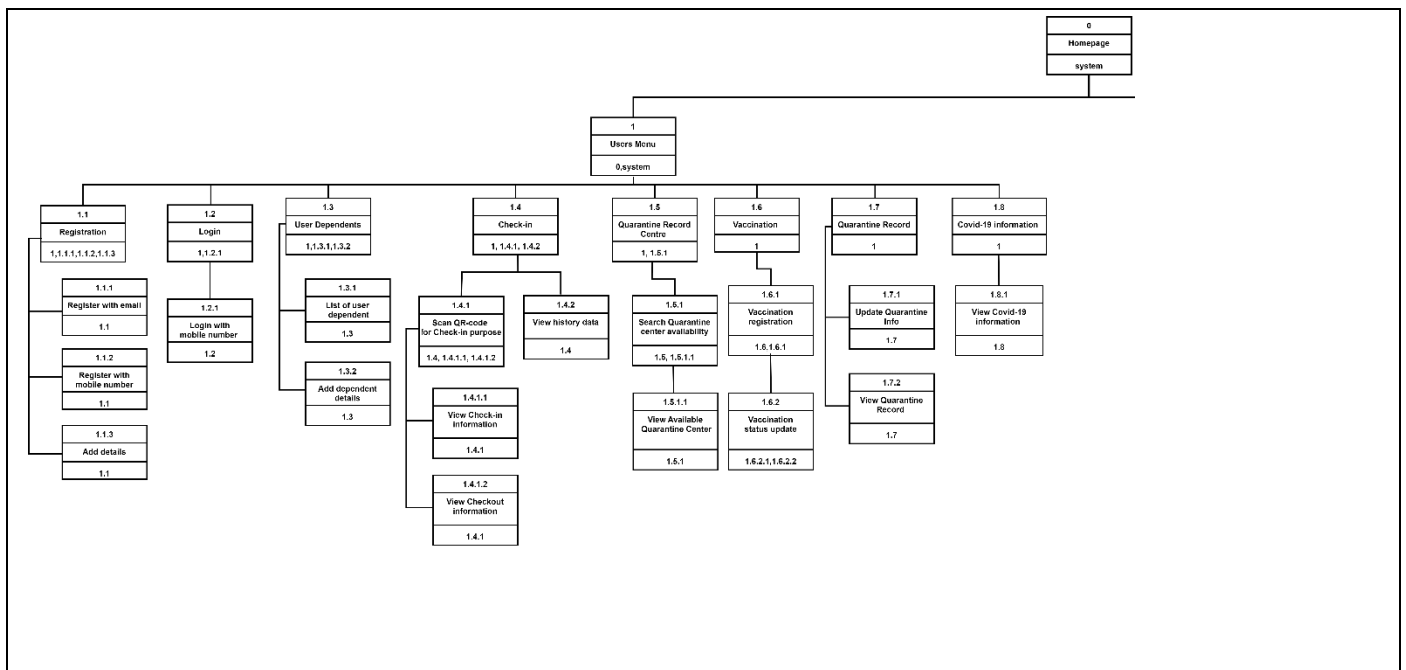 0
Homepage
system
1
Users Menu
0,system
1.1
Registration
1,1.1.1,1.1.2,1.1.3
1.1.1
Register with email
1.1
1.1.2
Register with
mobile number
1.1
1.1.3
Add details
1.1
1.2
Login
1,1.2.1
1.2.1
Login with
mobile number
1.2
1.3
User Dependents
1,1.3.1,1.3.2
1.3.1
List of user
dependent
1.3
1.3.2
Add dependent
details
1.3
1.4
Check-in
1, 1.4.1, 1.4.2
1.4.1
Scan QR-code
for Check-in purpose
1.4, 1.4.1.1, 1.4.1.2
1.4.1.1
View Check-in
information
1.4.1
1.4.1.2
View Checkout
information
1.4.1
1.4.2
View history data
1.4
1.5
Quarantine Record
Centre
1, 1.5.1
1.5.1
Search Quarantine
center availability
1.5, 1.5.1.1
1.5.1.1
View Available
Quarantine Center
1.5.1
1.6
Vaccination
1
1.6.1
Vaccination
registration
1.6,1.6.1
1.6.2
Vaccination
status update
1.6.2.1,1.6.2.2
1.7
Quarantine Record
1
1.7.1
Update Quarantine
Info
1.7
1.7.2
View Quarantine
Record
1.7
1.8
Covid-19 information
1
1.8.1
View Covid-19
information
1.8